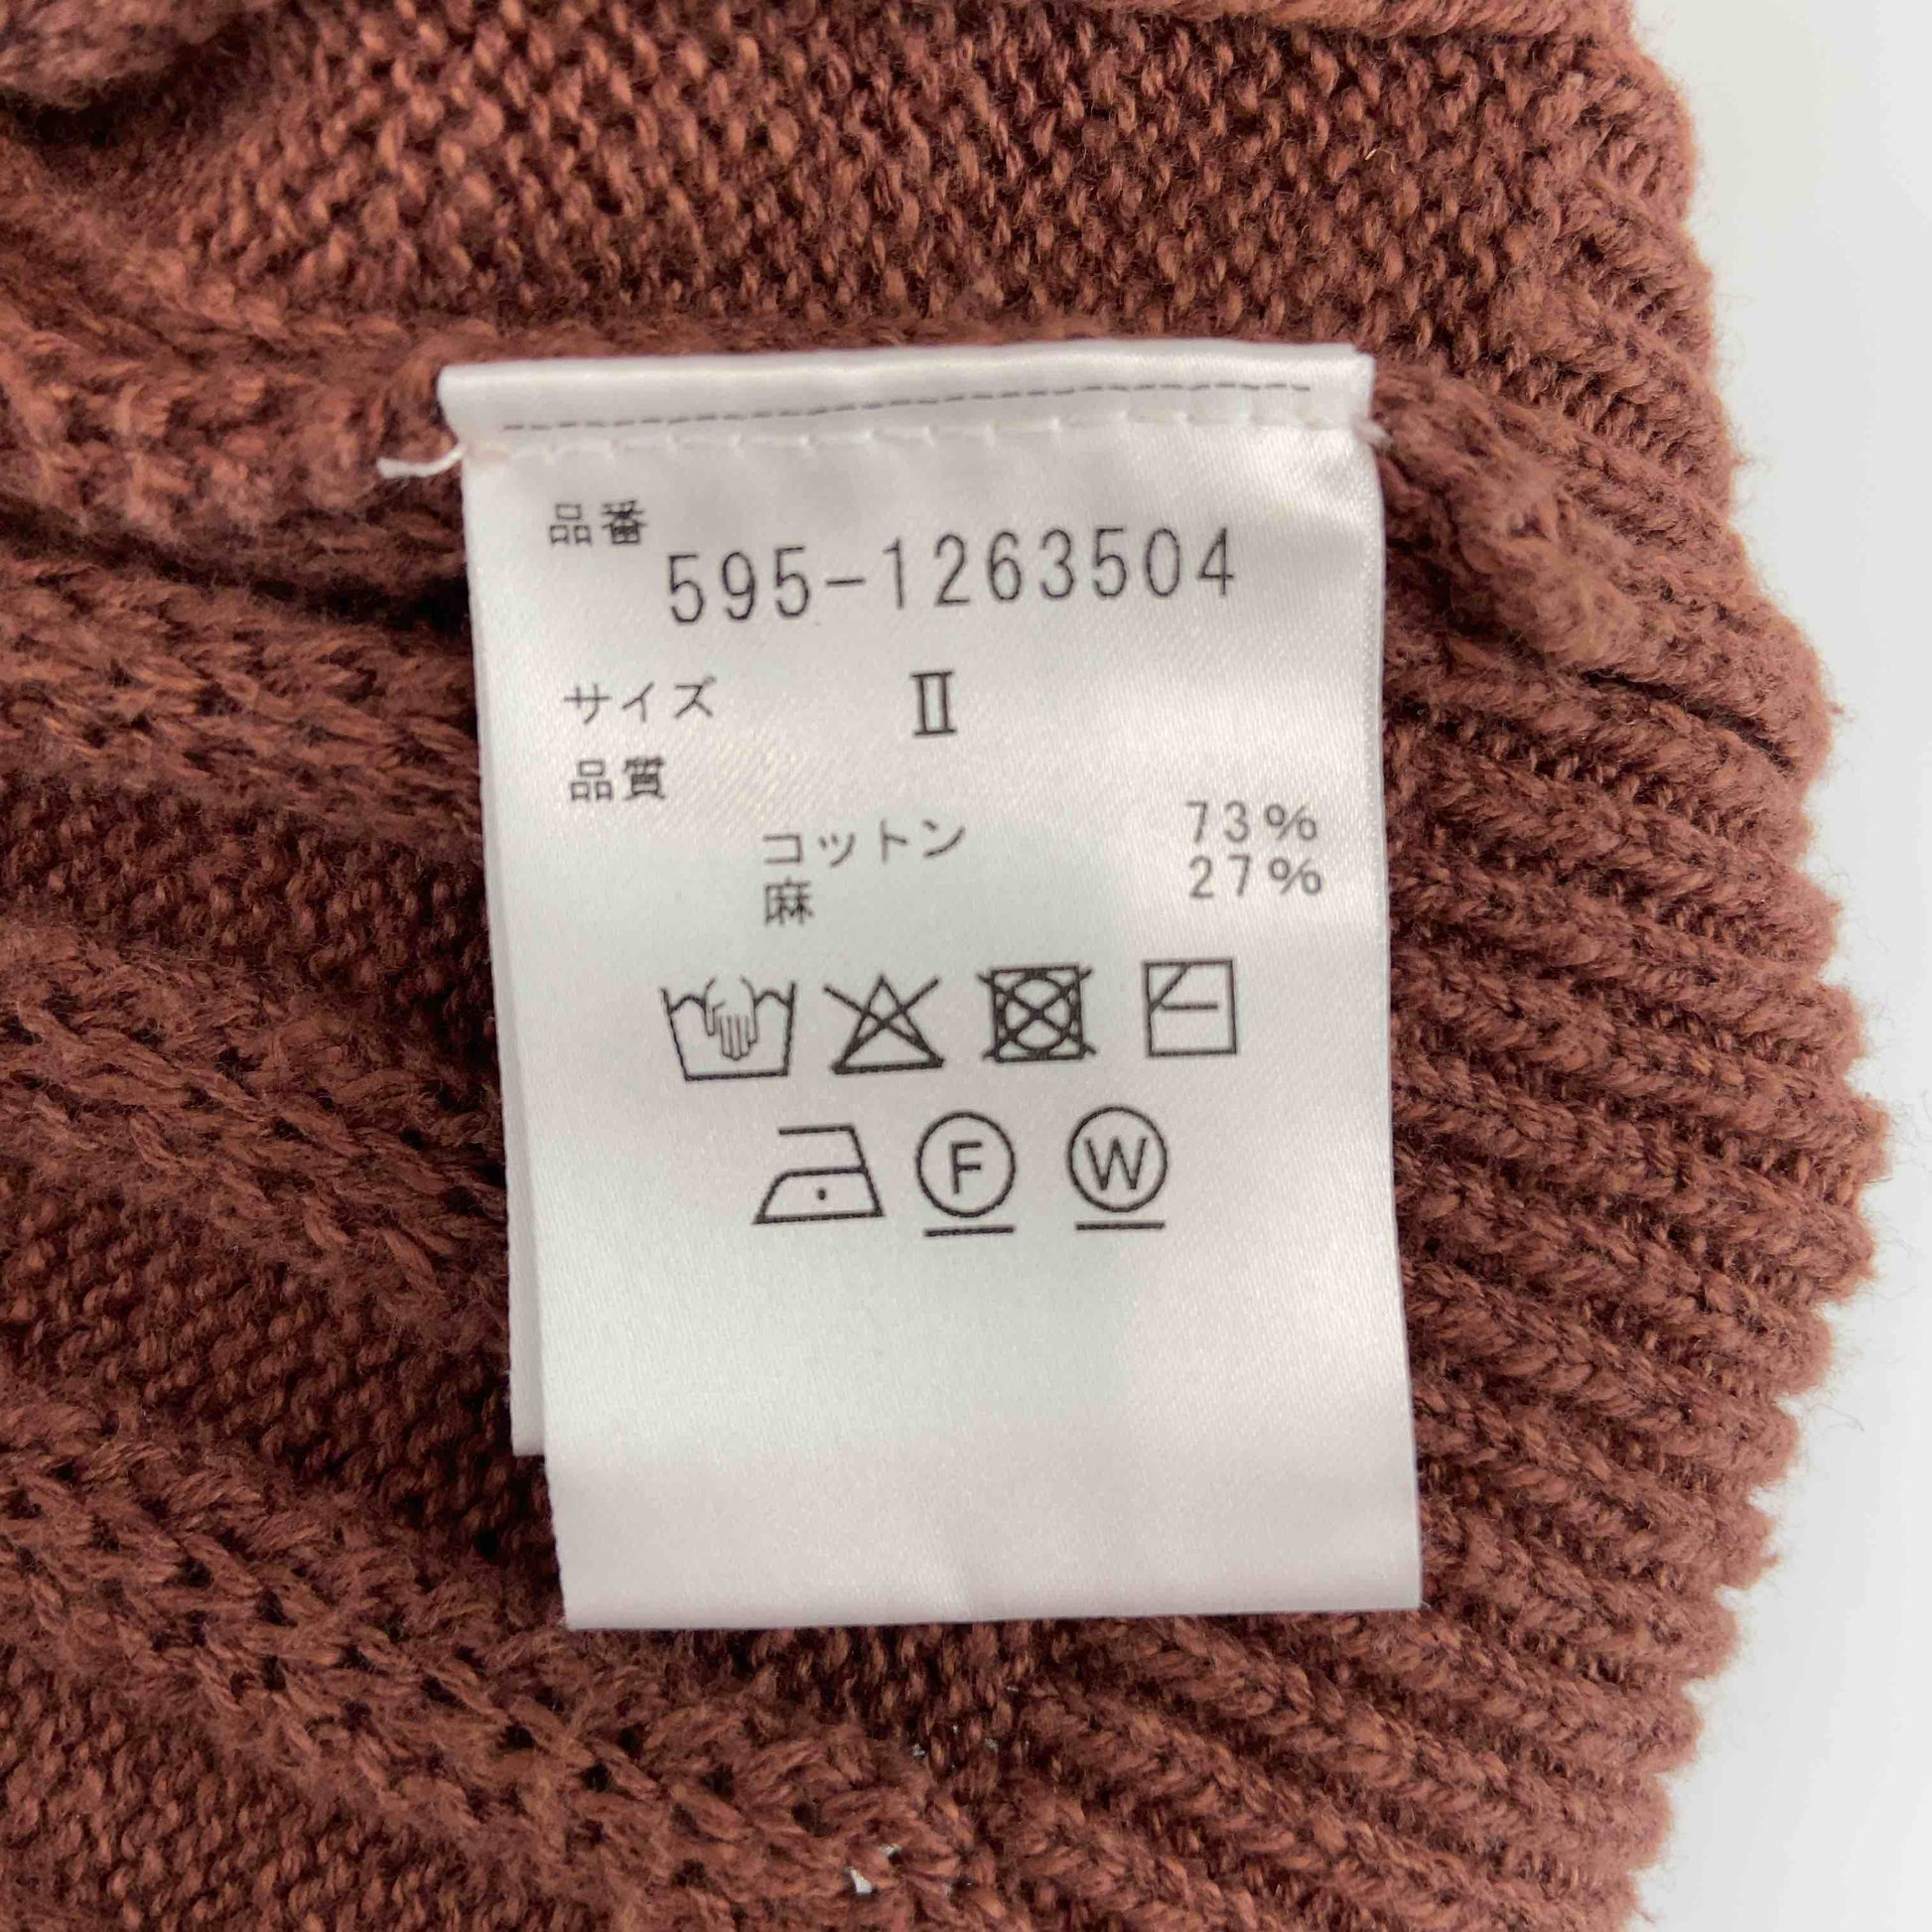 品番
595-1263504
サイズ Ⅱ
品質
コットン 73%
麻 27%
F W